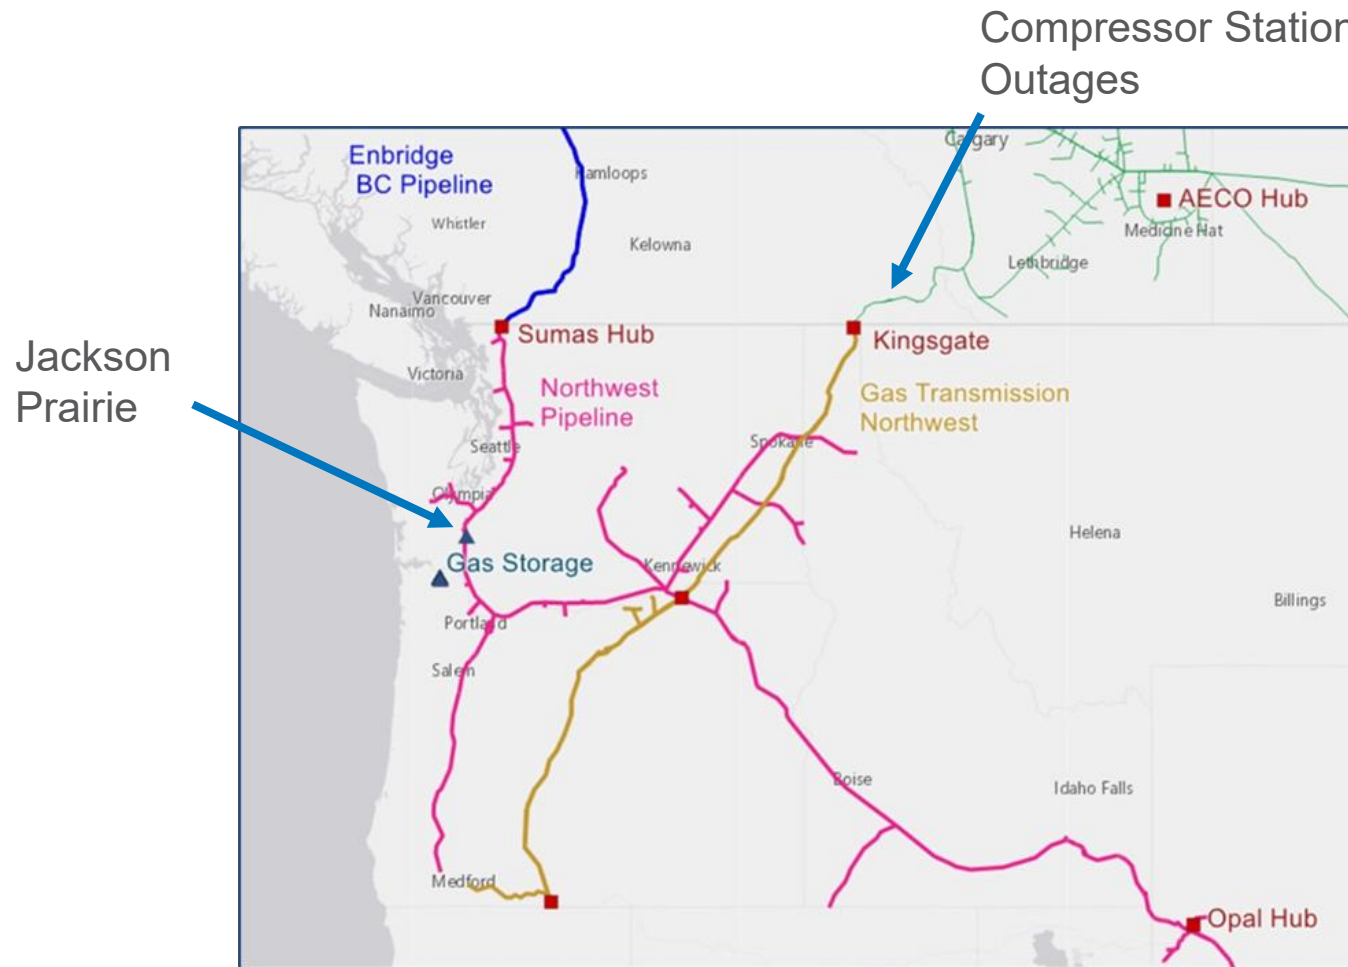 Compressor Station
Outages
Calgary
Enbridge
BC Pipeline
Kamloops
AECO Hub
Whistler
Medicine Hat
Kelowna
Lethbridge
Vancouver
Nanaimo
Sumas Hub
Kingsgate
Jackson
Prairie
Victoria
Northwest
Pipeline
Gas Transmission
Northwest
Seattle
Spokane
Olympia
Helena
Gas Storage
Kennewick
Billings
Portland
Salem
Boise
Idaho Falls
Medford
Opal Hub